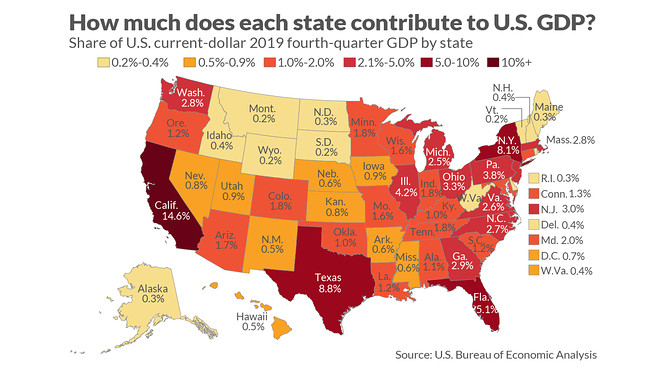 How much does each state contribute to U.S. GDP?
Share of U.S. current-dollar 2019 fourth-quarter GDP by state
0.2%-0.4% 0.5%-0.9% 1.0%-2.0% 2.1%-5.0% 5.0-10% 10%+
Wash.
2.8%
Ore.
1.2%
Idaho
0.4%
Mont.
0.2%
N.D.
0.3%
Minn.
1.8%
Wis.
1.6%
Mich.
2.5%
N.H.
0.4%
Vt.
0.2%
Maine
0.3%
N.Y.
8.1%
Mass. 2.8%
S.D.
0.2%
Wyo.
0.2%
Nev.
0.8%
Utah
0.9%
Calif.
14.6%
Colo.
1.8%
Neb.
0.6%
Iowa
0.9%
Ill.
4.2%
Ind.
1.8%
Ohio
3.3%
Pa.
3.8%
W.Va.
Va.
2.6%
Kan.
0.8%
Mo.
1.6%
Ky.
1.0%
N.C.
2.7%
Tenn.
1.8%
S.C.
1.2%
Ariz.
1.7%
N.M.
0.5%
Okla.
1.0%
Ark.
0.6%
Miss.
0.6%
Ala.
1.1%
Ga.
2.9%
Texas
8.8%
La.
1.2%
Fla.
5.1%
Alaska
0.3%
Hawaii
0.5%
R.I. 0.3%
Conn. 1.3%
N.J. 3.0%
Del. 0.4%
Md. 2.0%
D.C. 0.7%
W.Va. 0.4%
Source: U.S. Bureau of Economic Analysis